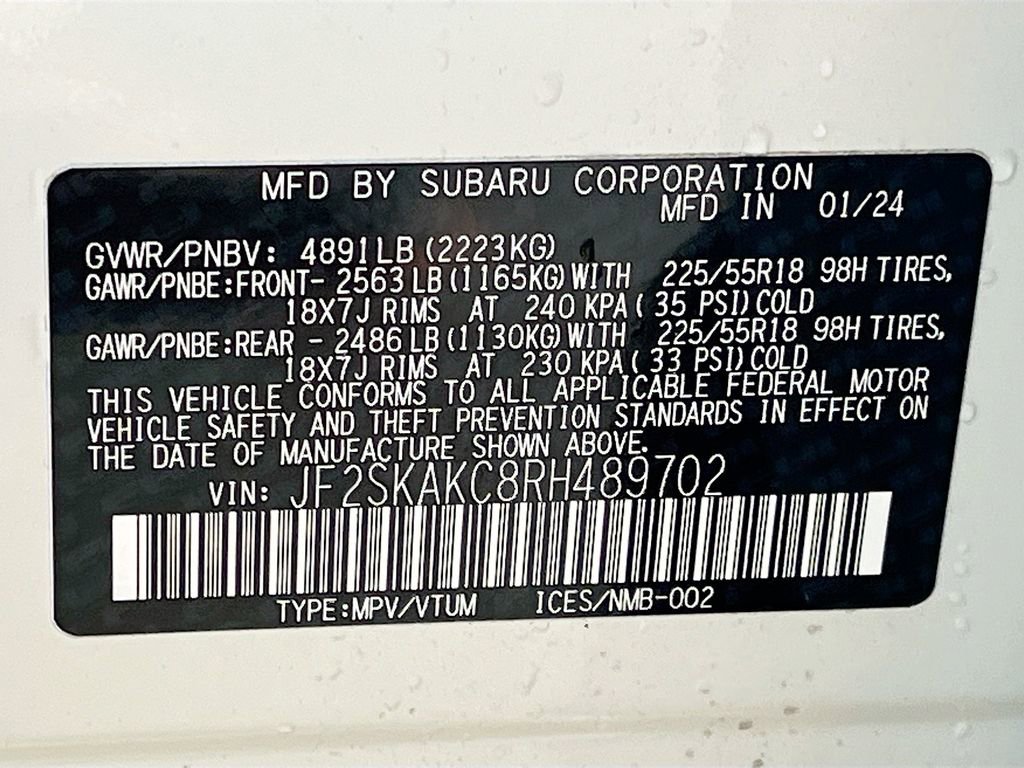 MFD BY SUBARU CORPORATION
MFD IN 01/24
GVWR/PNBV: 4891LB (2223KG)
GAWR/PNBE:FRONT- 2563 LB (1165KG) WITH 225/55R18 98H TIRES,
18X7J RIMS AT 240 KPA ( 35 PSI) COLD
GAWR/PNBE:REAR - 2486 LB (1130KG) WITH 225/55R18 98H TIRES,
18X7J RIMS AT 230 KPA ( 33 PSI) COLD
THIS VEHICLE CONFORMS TO ALL APPLICABLE FEDERAL MOTOR
VEHICLE SAFETY AND THEFT PREVENTION STANDARDS IN EFFECT ON
THE DATE OF MANUFACTURE SHOWN ABOVE.
VIN: JF2SKAKC8RH489702
TYPE:MPV/VTUM ICES/NMB-002